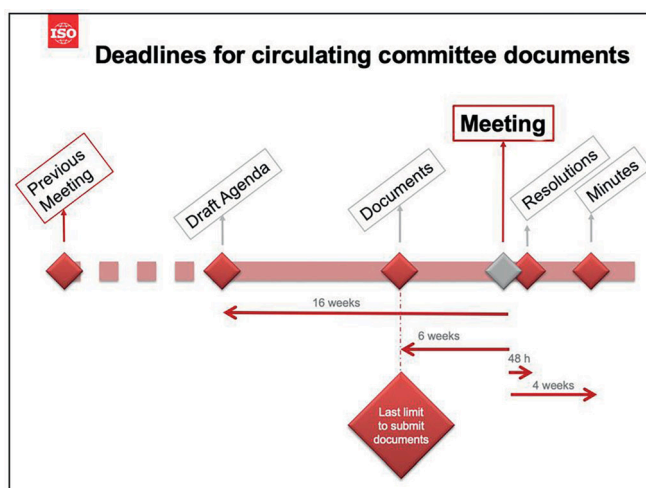 ISO
Deadlines for circulating committee documents
Previous
Meeting
Draft Agenda
Documents
Meeting
Resolutions
Minutes
16 weeks
6 weeks
48 h
4 weeks
Last limit
to submit
documents